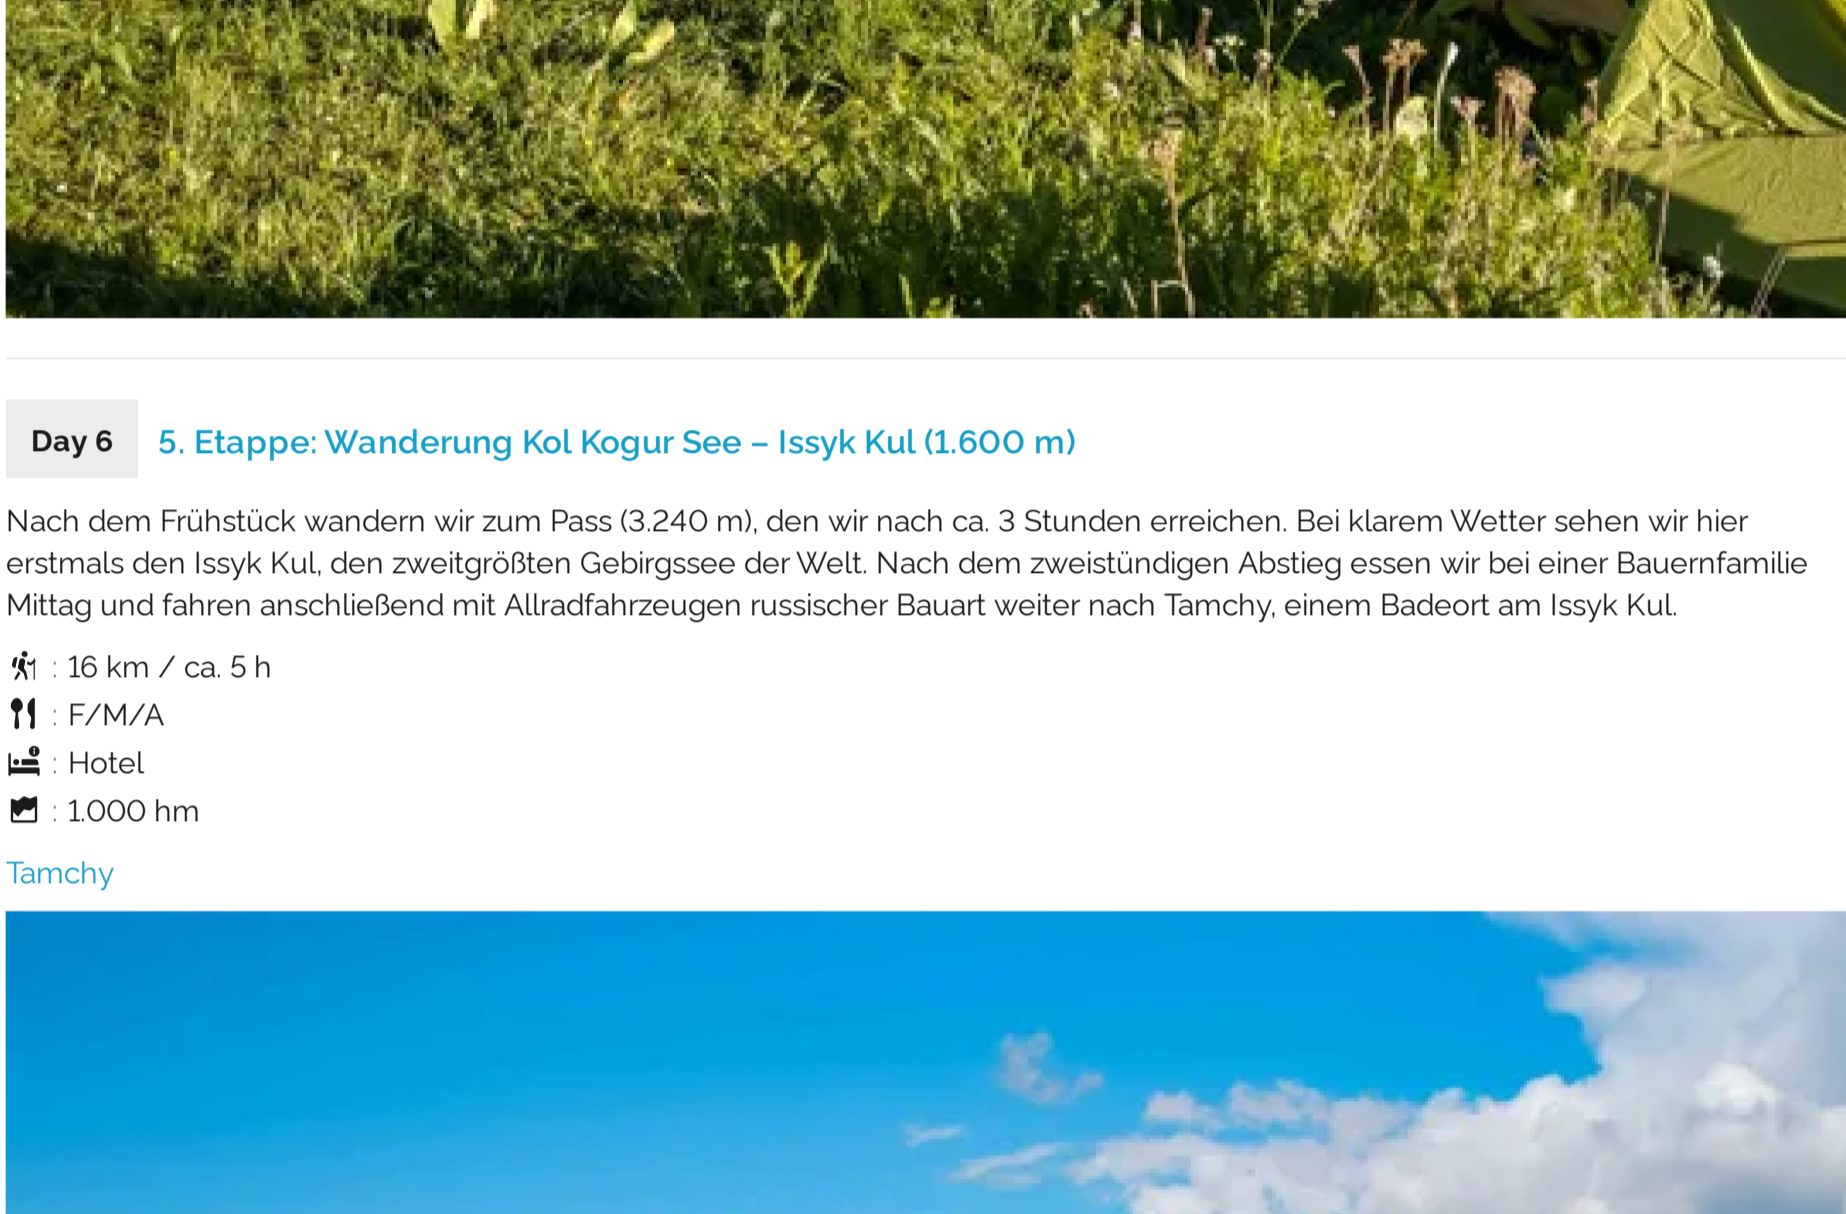 Day 6
5. Etappe: Wanderung Kol Kogur See – Issyk Kul (1.600 m)
Nach dem Frühstück wandern wir zum Pass (3.240 m), den wir nach ca. 3 Stunden erreichen. Bei klarem Wetter sehen wir hier
erstmals den Issyk Kul, den zweitgrößten Gebirgssee der Welt. Nach dem zweistündigen Abstieg essen wir bei einer Bauernfamilie
Mittag und fahren anschließend mit Allradfahrzeugen russischer Bauart weiter nach Tamchy, einem Badeort am Issyk Kul.
: 16 km / ca. 5 h
: F/M/A
: Hotel
: 1.000 hm
Tamchy